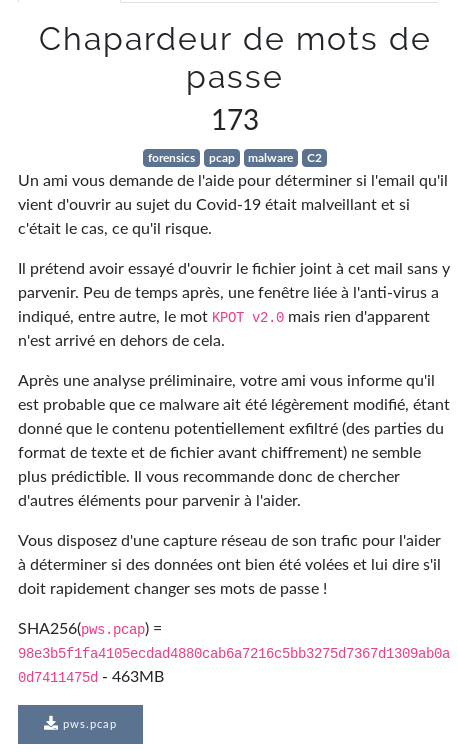 Chapardeur de mots de
passe
173
forensics pcap malware C2
Un ami vous demande de l'aide pour déterminer si l'email qu'il
vient d'ouvrir au sujet du Covid-19 était malveillant et si
c'était le cas, ce qu'il risque.
Il prétend avoir essayé d'ouvrir le fichier joint à cet mail sans y
parvenir. Peu de temps après, une fenêtre liée à l'anti-virus a
indiqué, entre autre, le mot KPOT v2.0 mais rien d'apparent
n'est arrivé en dehors de cela.
Après une analyse préliminaire, votre ami vous informe qu'il
est probable que ce malware ait été légèrement modifié, étant
donné que le contenu potentiellement exfiltré (des parties du
format de texte et de fichier avant chiffrement) ne semble
plus prédictible. Il vous recommande donc de chercher
d'autres éléments pour parvenir à l'aider.
Vous disposez d'une capture réseau de son trafic pour l'aider
à déterminer si des données ont bien été volées et lui dire s'il
doit rapidement changer ses mots de passe !
SHA256(pws.pcap) =
98e3b5f1fa4105ecdad4880cab6a7216c5bb3275d7367d1309ab0a
0d7411475d - 463MB
pws.pcap